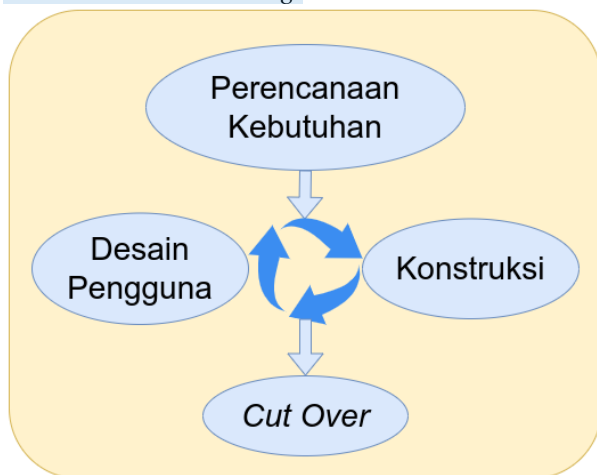 Perencanaan
Kebutuhan
Desain
Pengguna
Konstruksi
Cut Over